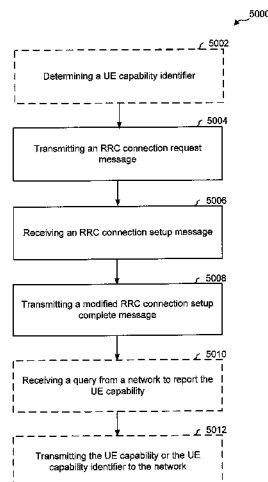 5000
5002
Determining a UE capability identifier
5004
Transmitting an RRC connection request
message
5006
Receiving an RRC connection setup message
5008
Transmitting a modified RRC connection setup
complete message
5010
Receiving a query from a network to report the
UE capability
5012
Transmitting the UE capability or the UE
capability identifier to the network